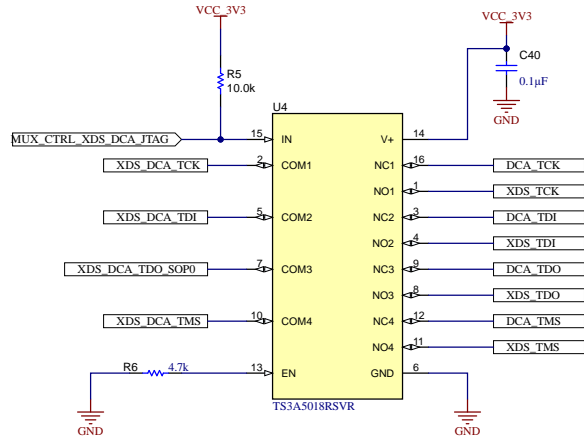 VCC_3V3
VCC_3V3
R5
10.0k
C40
0.1µF
GND
U4
MUX_CTRL_XDS_DCA_JTAG
15
IN
V+
14
XDS_DCA_TCK
2
COM1
NC1
16
DCA_TCK
NO1
1
XDS_TCK
XDS_DCA_TDI
5
COM2
NC2
3
DCA_TDI
NO2
4
XDS_TDI
XDS_DCA_TDO_SOP0
7
COM3
NC3
9
DCA_TDO
NO3
8
XDS_TDO
XDS_DCA_TMS
10
COM4
NC4
12
DCA_TMS
NO4
11
XDS_TMS
R6
4.7k
13
EN
GND
6
TS3A5018RSVR
GND
GND